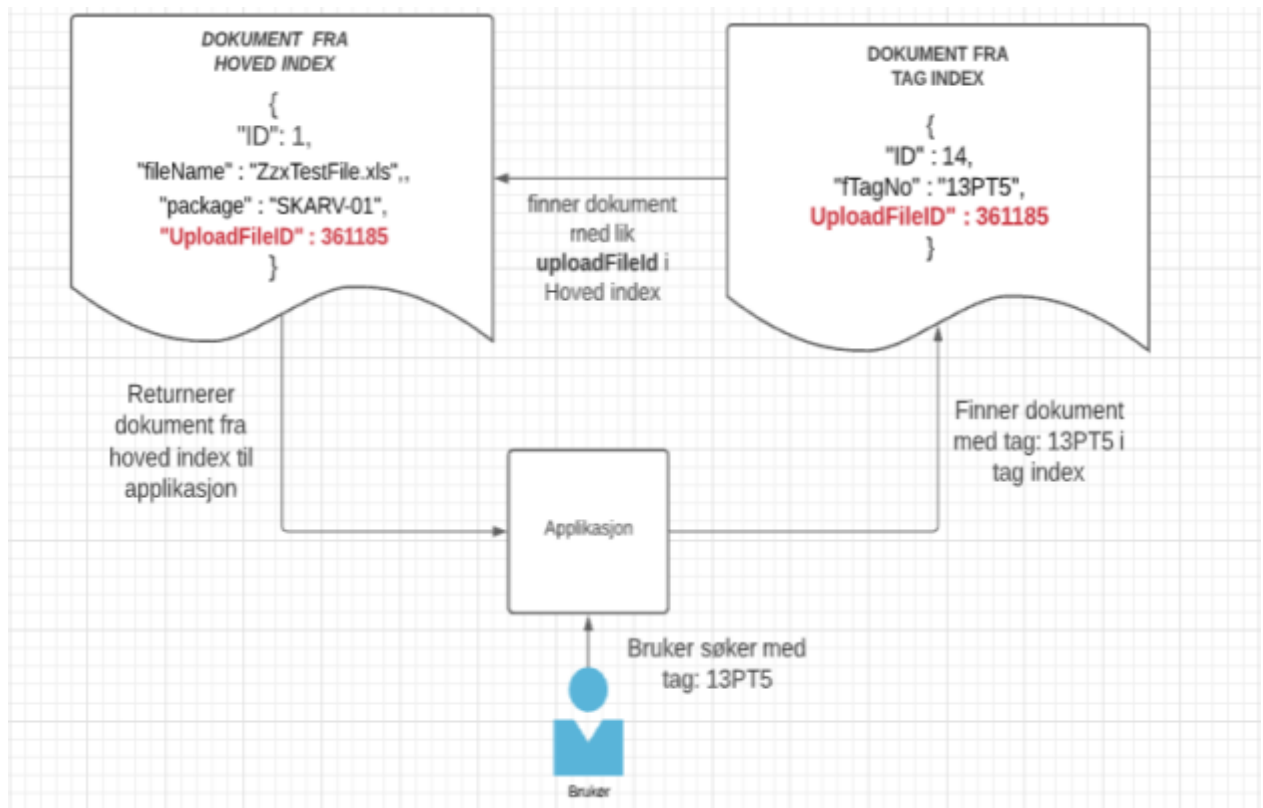 DOKUMENT FRA
HOVED INDEX
{
"ID": 1,
"fileName" : "ZzxTestFile.xls",,
"package" : "SKARV-01",
"UploadFileID" : 361185
}
DOKUMENT FRA
TAG INDEX
{
"ID" : 14,
"fTagNo" : "13PT5",
UploadFileID" : 361185
}
finner dokument
med lik
uploadFileId i
Hoved index
Returnerer
dokument fra
hoved index til
applikasjon
Finner dokument
med tag: 13PT5 i
tag index
Applikasjon
Bruker søker med
tag: 13PT5
Bruker